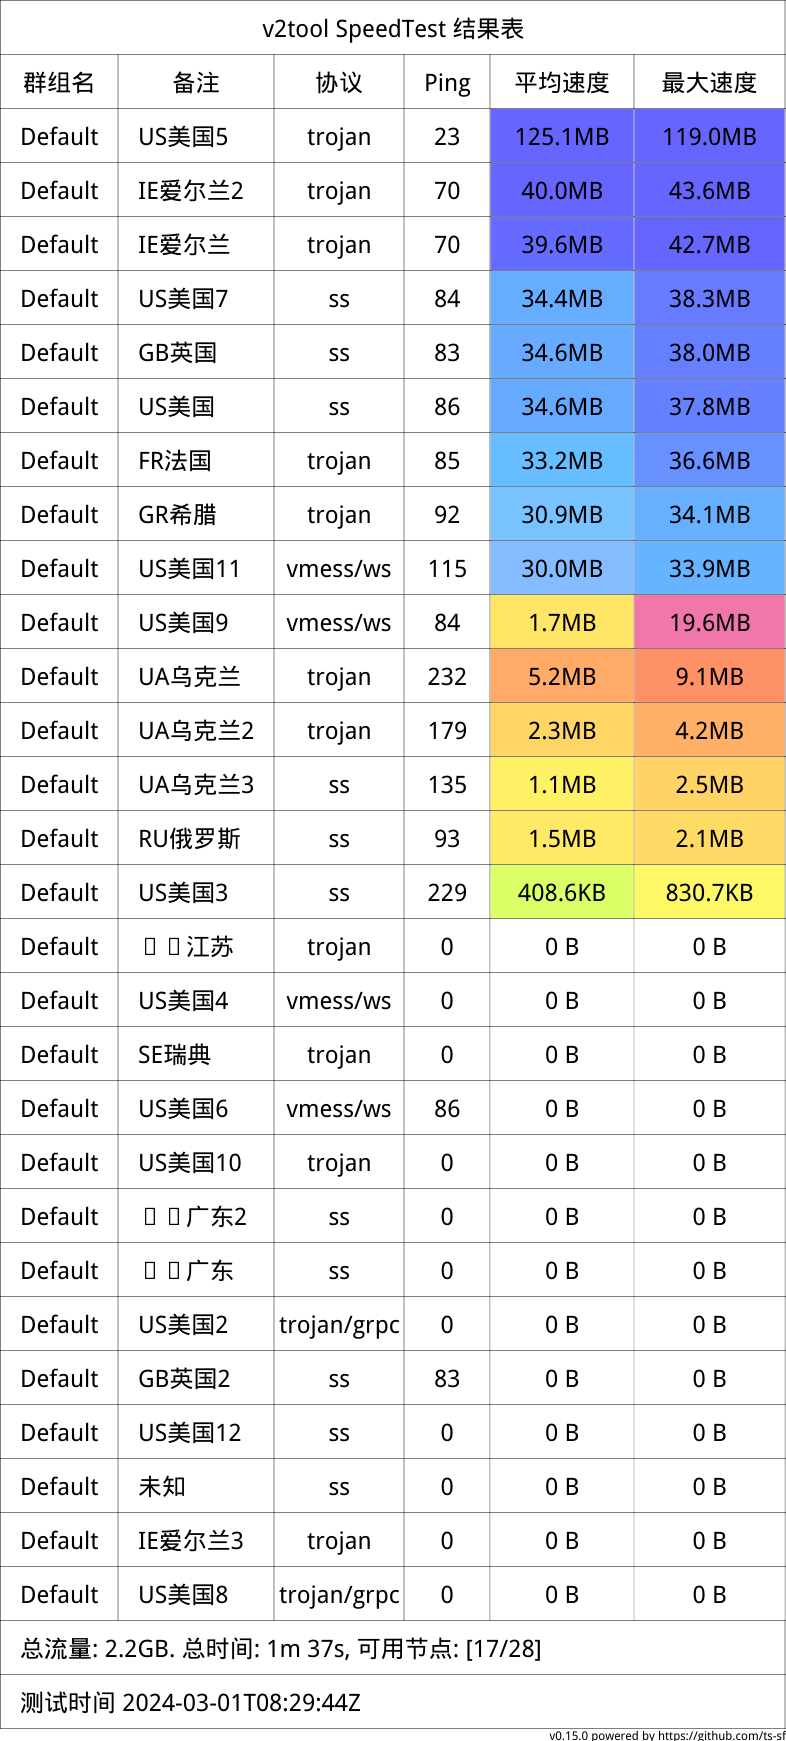 v2tool SpeedTest 结果表
群组名 备注 协议 Ping 平均速度 最大速度
Default US美国5 trojan 23 125.1MB 119.0MB
Default IE爱尔兰2 trojan 70 40.0MB 43.6MB
Default IE爱尔兰 trojan 70 39.6MB 42.7MB
Default US美国7 ss 84 34.4MB 38.3MB
Default GB英国 ss 83 34.6MB 38.0MB
Default US美国 ss 86 34.6MB 37.8MB
Default FR法国 trojan 85 33.2MB 36.6MB
Default GR希腊 trojan 92 30.9MB 34.1MB
Default US美国11 vmess/ws 115 30.0MB 33.9MB
Default US美国9 vmess/ws 84 1.7MB 19.6MB
Default UA乌克兰 trojan 232 5.2MB 9.1MB
Default UA乌克兰2 trojan 179 2.3MB 4.2MB
Default UA乌克兰3 ss 135 1.1MB 2.5MB
Default RU俄罗斯 ss 93 1.5MB 2.1MB
Default US美国3 ss 229 408.6KB 830.7KB
Default 江苏 trojan 0 0 B 0 B
Default US美国4 vmess/ws 0 0 B 0 B
Default SE瑞典 trojan 0 0 B 0 B
Default US美国6 vmess/ws 86 0 B 0 B
Default US美国10 trojan 0 0 B 0 B
Default 广东2 ss 0 0 B 0 B
Default 广东 ss 0 0 B 0 B
Default US美国2 trojan/grpc 0 0 B 0 B
Default GB英国2 ss 83 0 B 0 B
Default US美国12 ss 0 0 B 0 B
Default 未知 ss 0 0 B 0 B
Default IE爱尔兰3 trojan 0 0 B 0 B
Default US美国8 trojan/grpc 0 0 B 0 B
总流量: 2.2GB. 总时间: 1m 37s, 可用节点: [17/28]
测试时间 2024-03-01T08:29:44Z
v0.15.0 powered by https://github.com/ts-sf